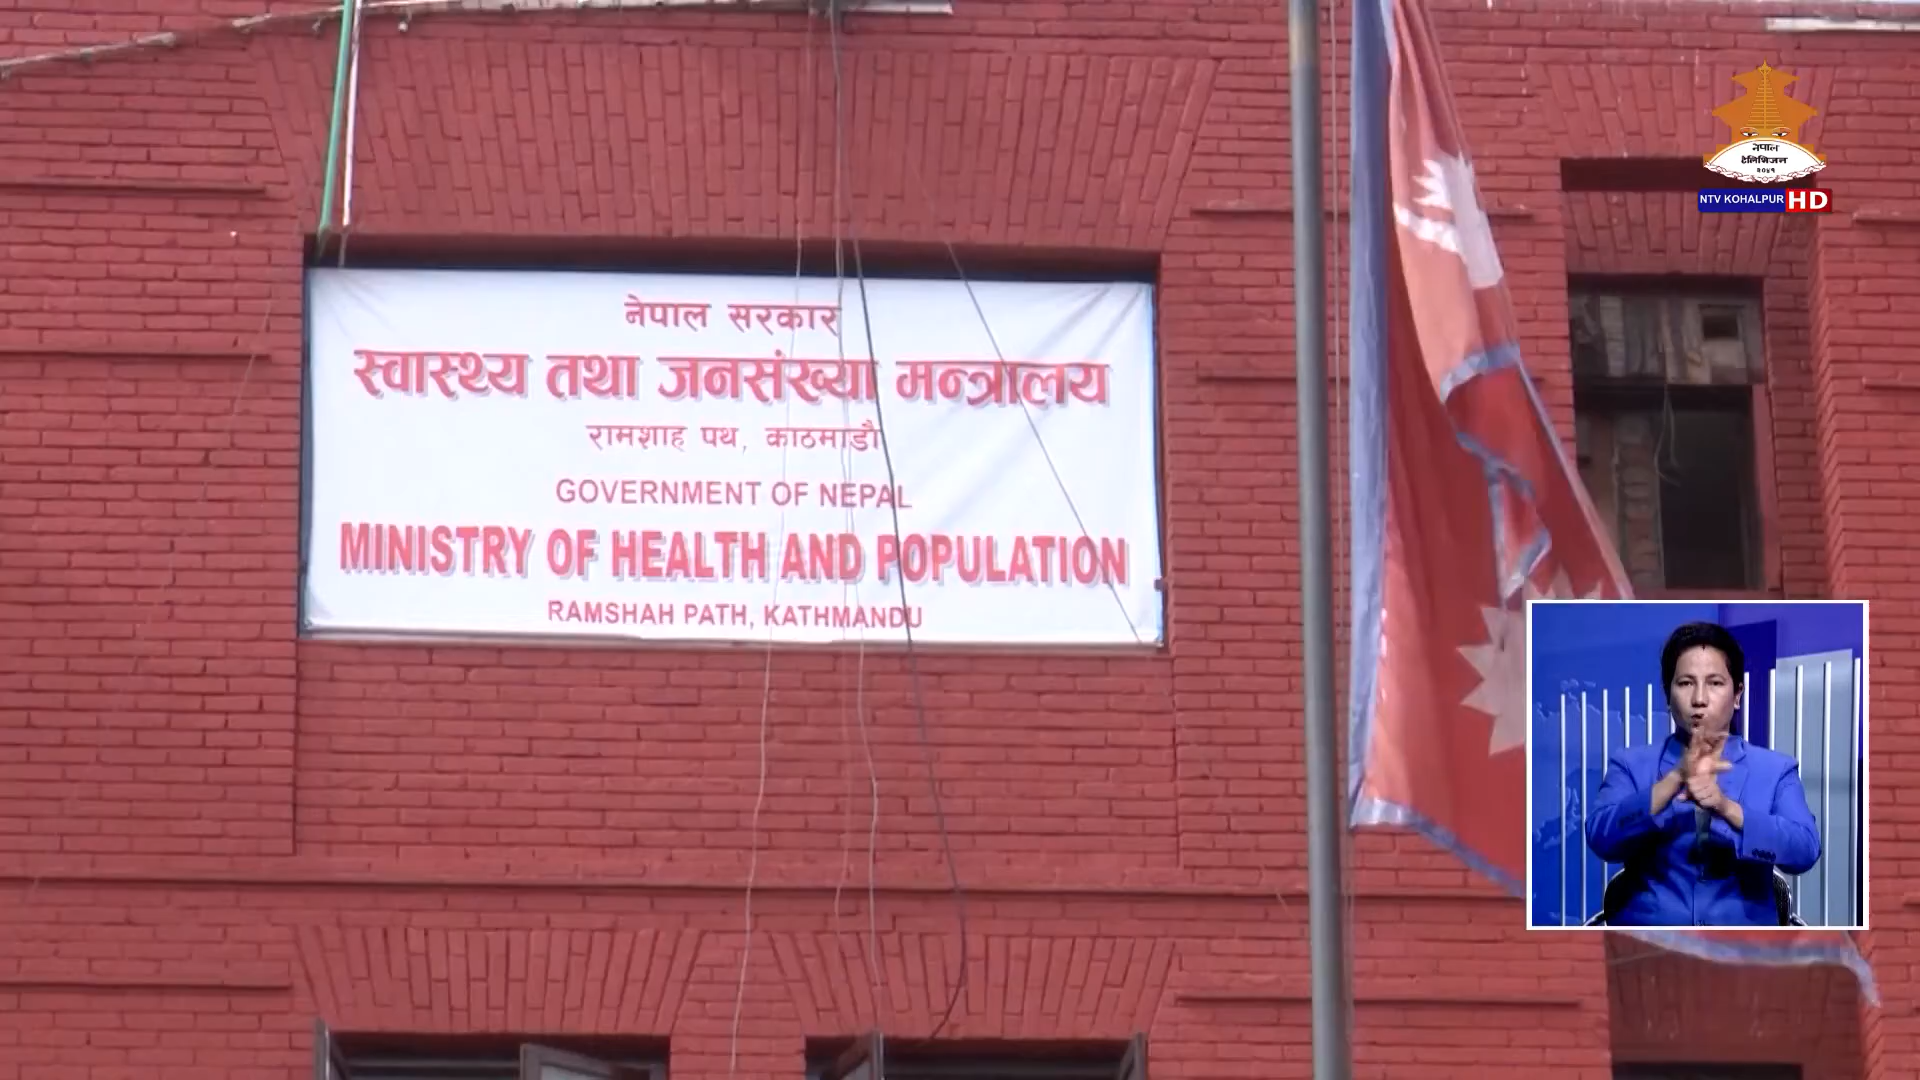 नेपाल सरकार
स्वास्थ्य तथा जनसंख्या मन्त्रालय
रामशाह पथ, काठमाडौं
GOVERNMENT OF NEPAL
MINISTRY OF HEALTH AND POPULATION
RAMSHAH PATH, KATHMANDU
नेपाल
टेलिभिजन
२०४१
NTV KOHALPUR HD